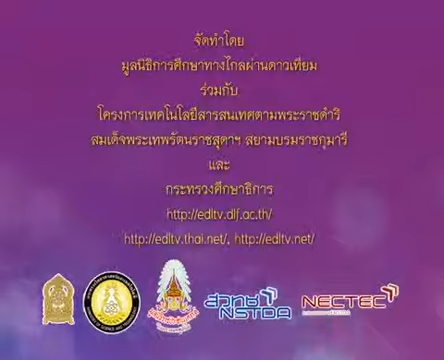 จัดทำโดย
มูลนิธิการศึกษาทางไกลผ่านดาวเทียม
ร่วมกับ
โครงการเทคโนโลยีสารสนเทศตามพระราชดำริ
สมเด็จพระเทพรัตนราชสุดาฯ สยามบรมราชกุมารี
และ
กระทรวงศึกษาธิการ
http://edltv.dlf.ac.th/
http://edltv.thai.net/, http://edltv.net/
สวทช
NSTDA
NECTEC